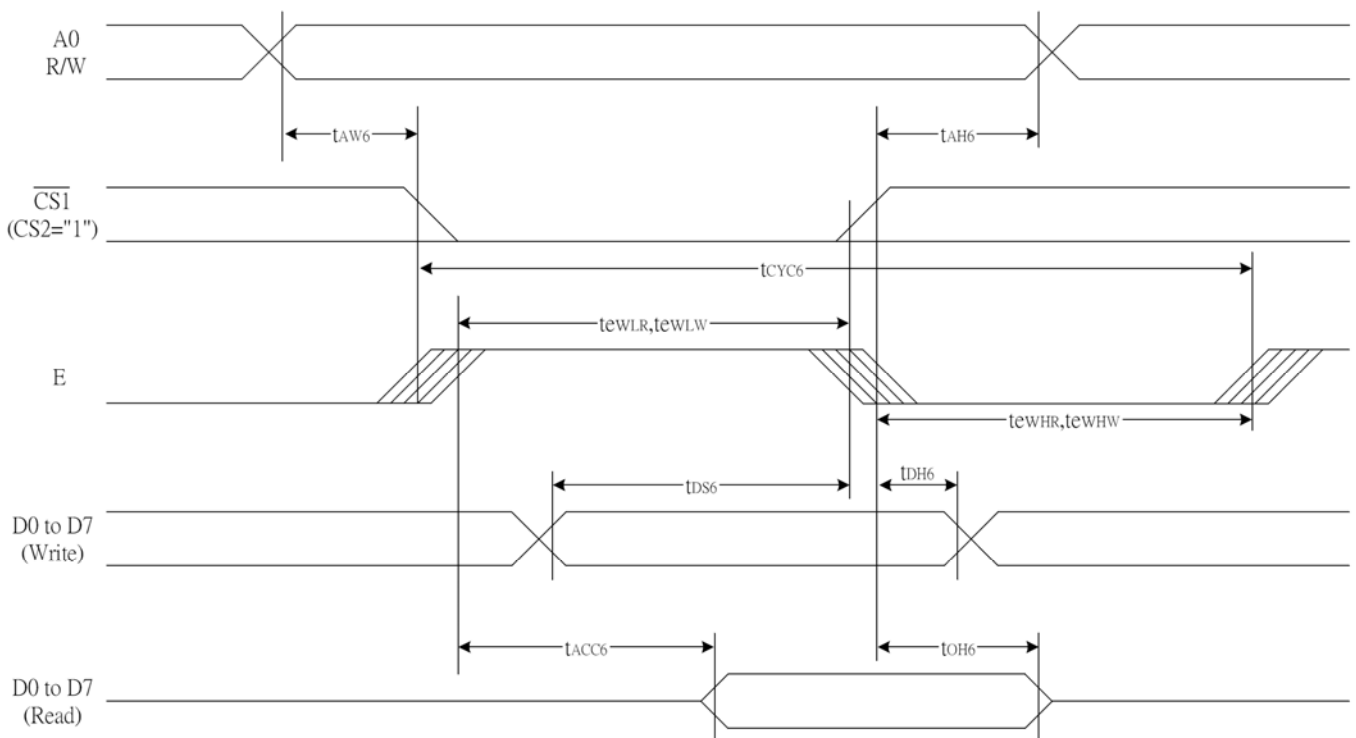 A0
R/W
tAW6
tAH6
CS1
(CS2="1")
tCYC6
tewLR,tewLW
E
tewHR,tewHW
tDS6
tDH6
D0 to D7
(Write)
tACC6
tOH6
D0 to D7
(Read)